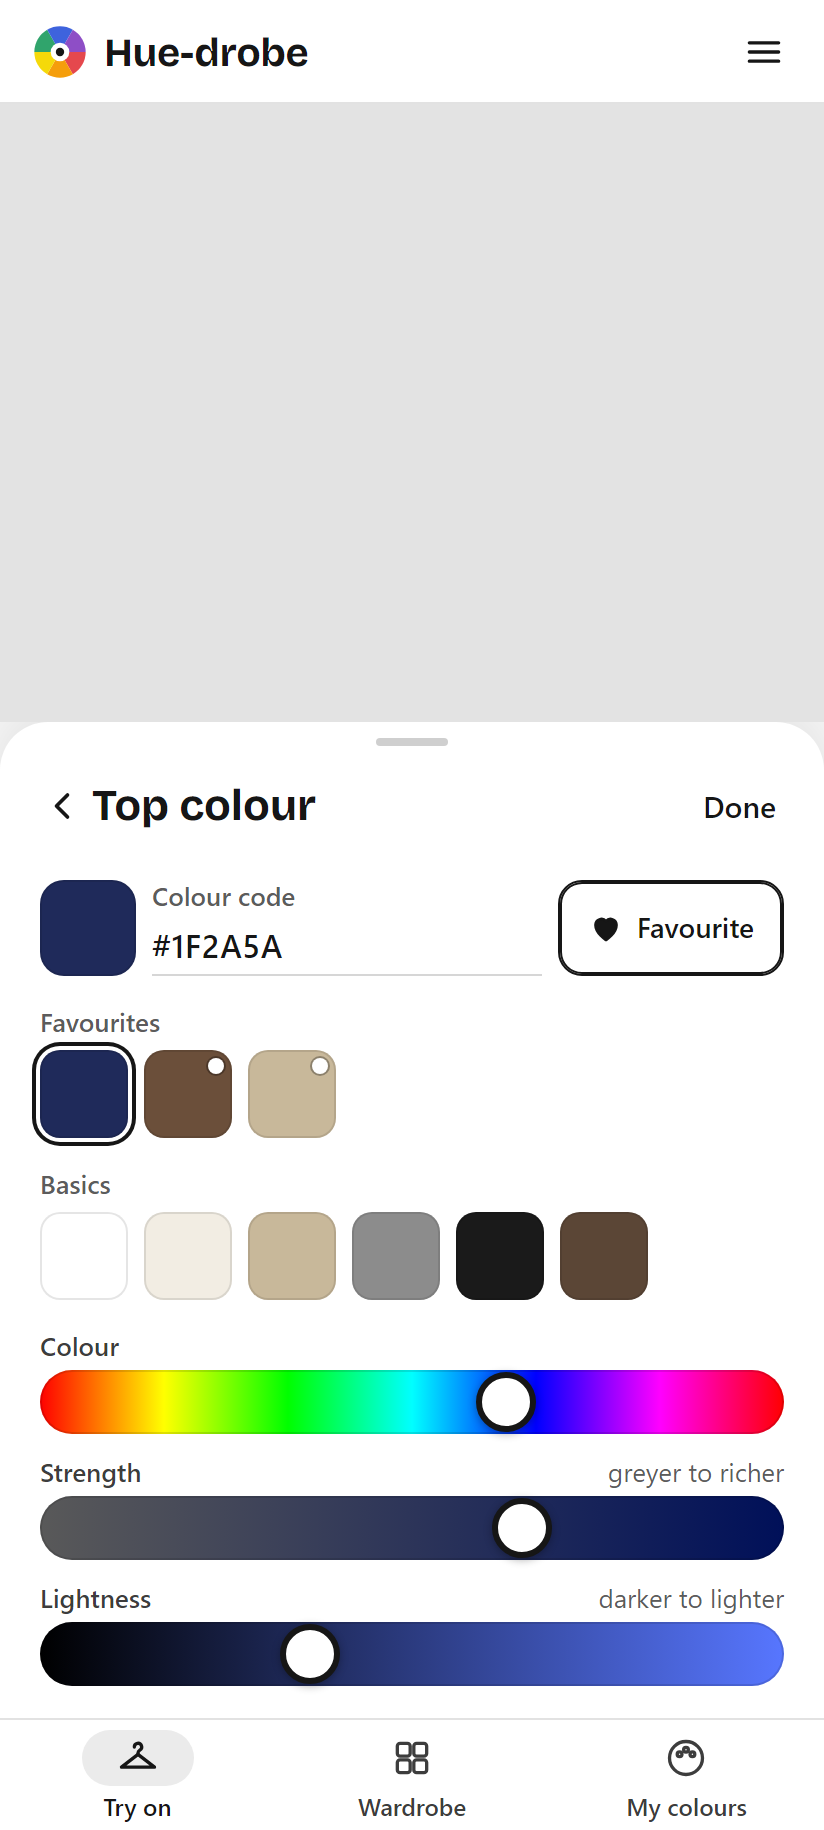 Hue-drobe
Top colour
Done
Colour code
#1F2A5A
Favourite
Favourites
Basics
Colour
Strength
greyer to richer
Lightness
darker to lighter
Try on
Wardrobe
My colours